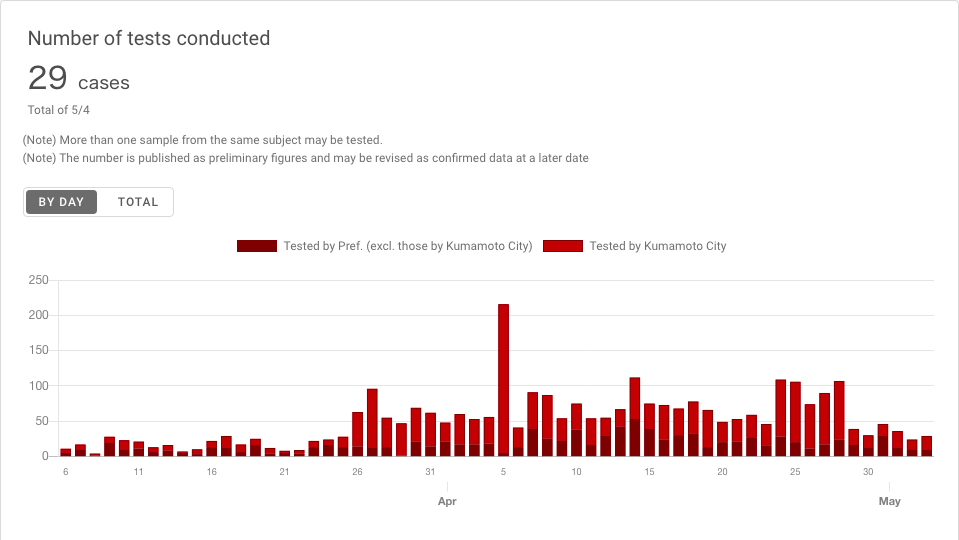 Number of tests conducted
29 cases
Total of 5/4
(Note) More than one sample from the same subject may be tested.
(Note) The number is published as preliminary figures and may be revised as confirmed data at a later date
BY DAY TOTAL
Tested by Pref. (excl. those by Kumamoto City) Tested by Kumamoto City
250
200
150
100
50
0
6 11 16 21 26 31 5 10 15 20 25 30
Apr May